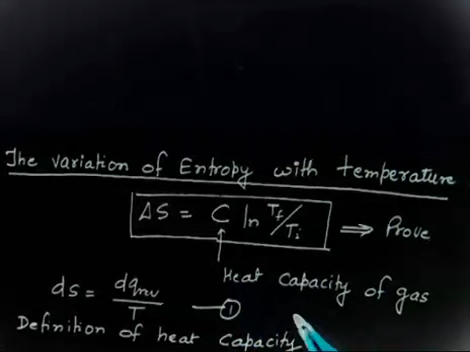 The variation of Entropy with temperature
ΔS = C ln Tf/Ti ⟹ Prove
Heat capacity of gas
ds = dqrev/T —①
Definition of heat capacity